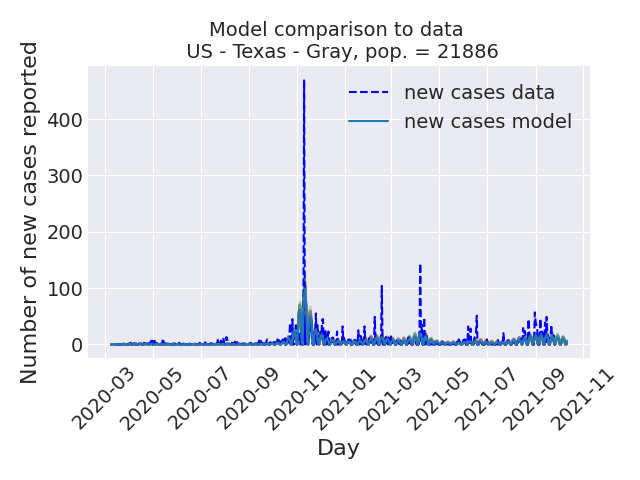 Model comparison to data
US - Texas - Gray, pop. = 21886
Number of new cases reported
400
300
200
100
0
new cases data
new cases model
2020-03
2020-05
2020-07
2020-09
2020-11
2021-01
2021-03
2021-05
2021-07
2021-09
2021-11
Day